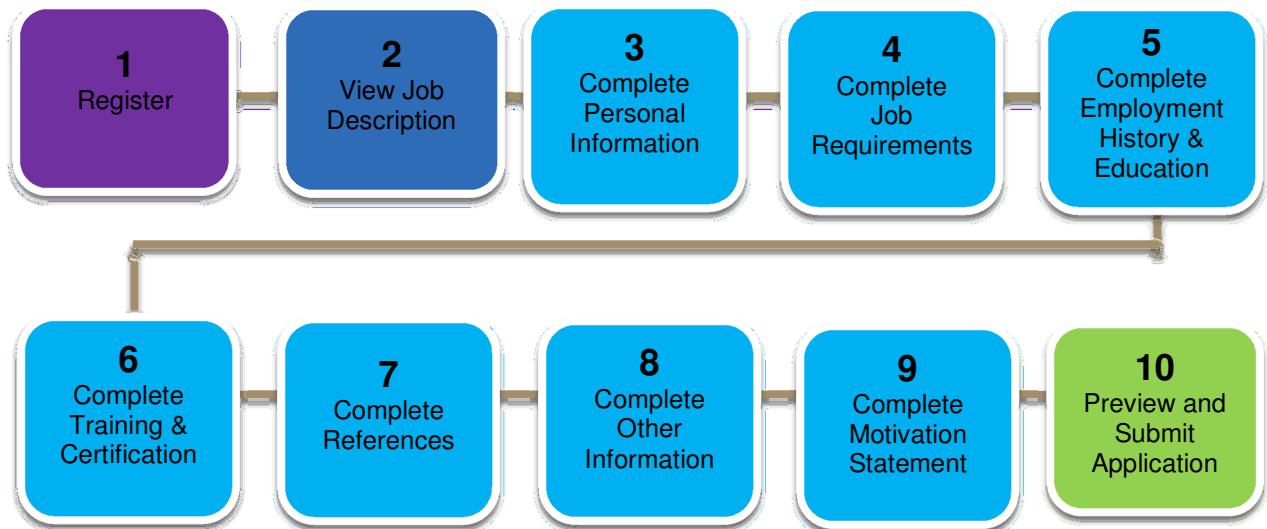 1
Register
2
View Job
Description
3
Complete
Personal
Information
4
Complete
Job
Requirements
5
Complete
Employment
History &
Education
6
Complete
Training &
Certification
7
Complete
References
8
Complete
Other
Information
9
Complete
Motivation
Statement
10
Preview and
Submit
Application